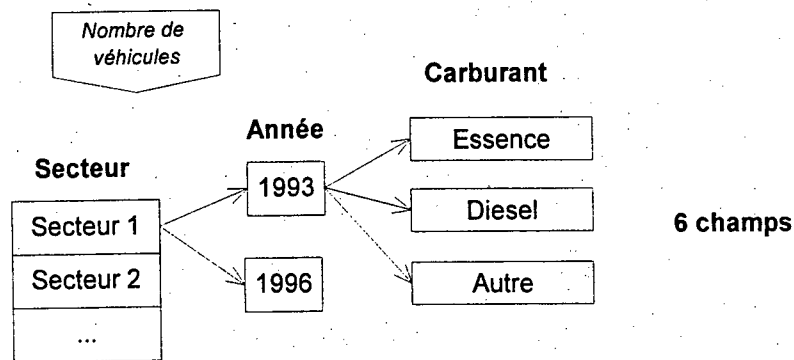 Nombre de
véhicules
Carburant
Année
Essence
Secteur
1993
Diesel
Secteur 1
6 champs
Secteur 2
1996
Autre
...